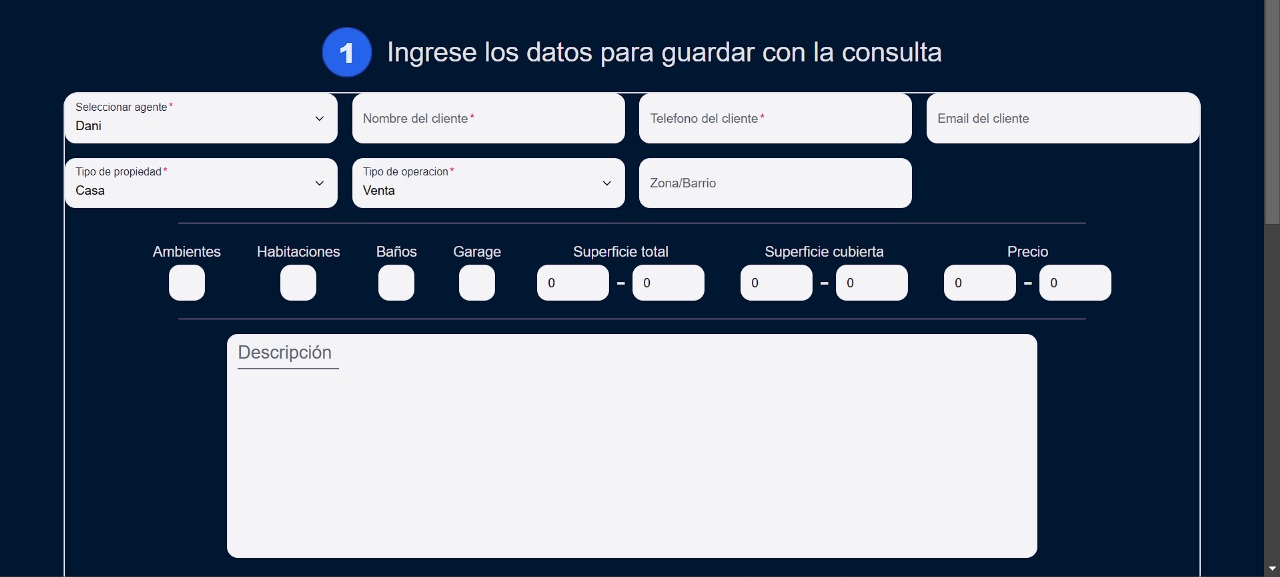 1 Ingrese los datos para guardar con la consulta
Seleccionar agente*
Dani
Nombre del cliente*
Telefono del cliente*
Email del cliente
Tipo de propiedad*
Casa
Tipo de operacion*
Venta
Zona/Barrio
Ambientes Habitaciones Baños Garage Superficie total Superficie cubierta Precio
0 - 0 0 - 0 0 - 0
Descripción